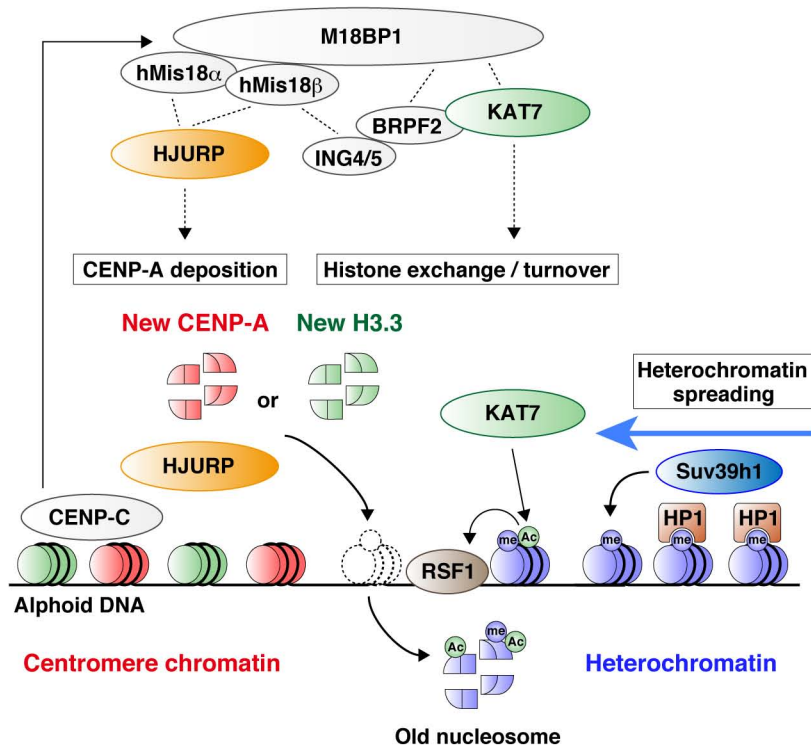 M18BP1
hMis18α
hMis18β
KAT7
BRPF2
HJURP
ING4/5
CENP-A deposition
Histone exchange / turnover
New CENP-A
New H3.3
or
Heterochromatin
spreading
KAT7
HJURP
Suv39h1
CENP-C
HP1
HP1
me
Ac
me
me
me
RSF1
Alphoid DNA
Centromere chromatin
Ac
me
Ac
Heterochromatin
Old nucleosome